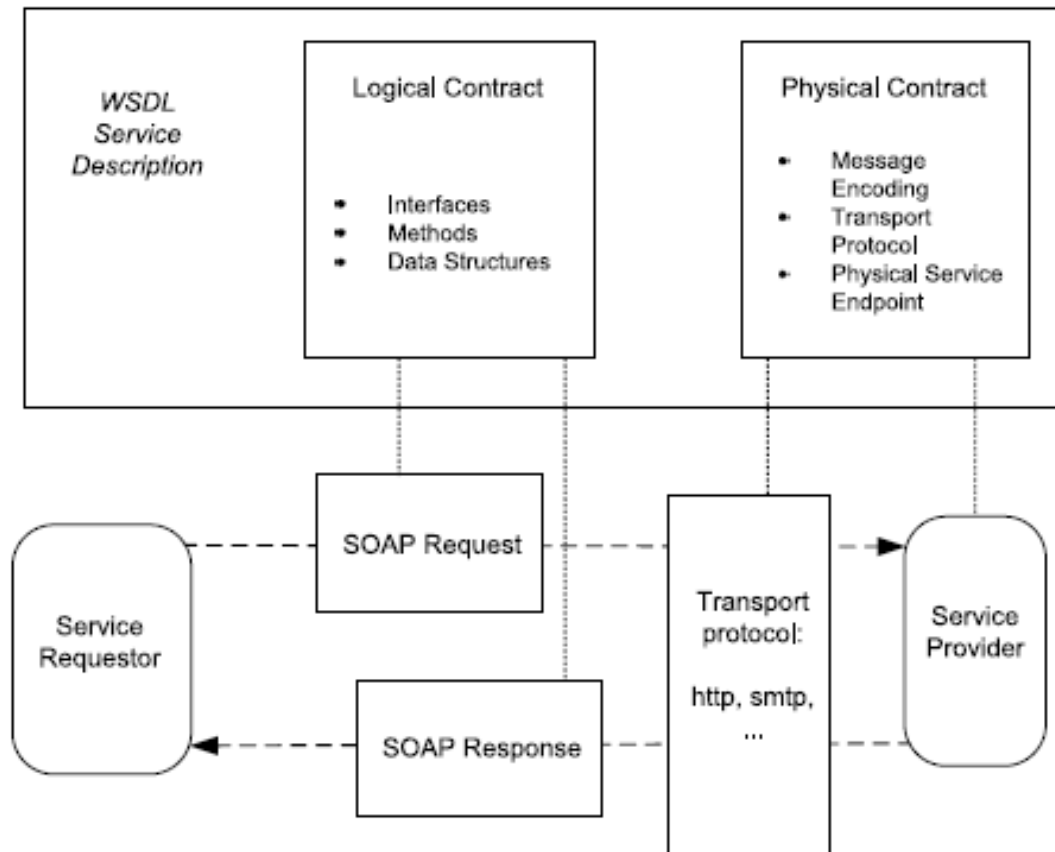 WSDL
Service
Description
Logical Contract
Interfaces
Methods
Data Structures
Physical Contract
Message
Encoding
Transport
Protocol
Physical Service
Endpoint
SOAP Request
Service
Requestor
Transport
protocol:
http, smtp,
...
Service
Provider
SOAP Response